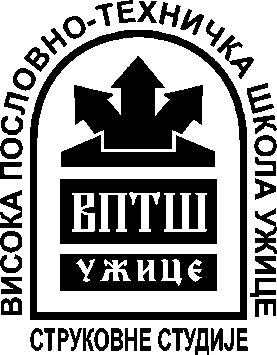 ВИСОКА ПОСЛОВНО-ТЕХНИЧКА ШКОЛА УЖИЦЕ
ВПТШ
УЖИЦЕ
СТРУКОВНЕ СТУДИЈЕ